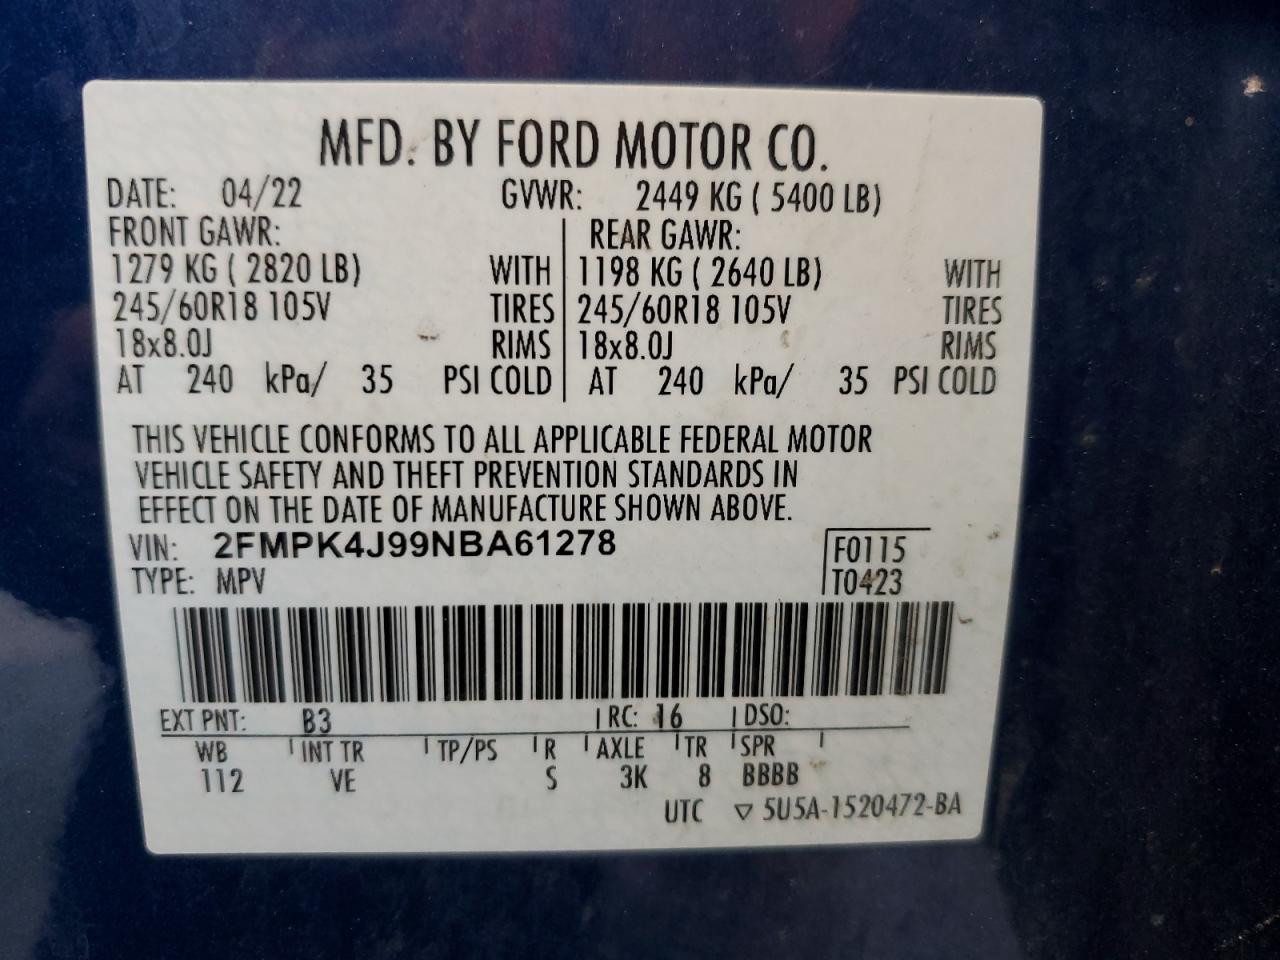 MFD. BY FORD MOTOR CO.
DATE: 04/22 GVWR: 2449 KG ( 5400 LB)
FRONT GAWR: REAR GAWR:
1279 KG ( 2820 LB) WITH 1198 KG ( 2640 LB) WITH
245/60R18 105V TIRES 245/60R18 105V TIRES
18x8.0J RIMS 18x8.0J RIMS
AT 240 kPa/ 35 PSI COLD AT 240 kPa/ 35 PSI COLD
THIS VEHICLE CONFORMS TO ALL APPLICABLE FEDERAL MOTOR
VEHICLE SAFETY AND THEFT PREVENTION STANDARDS IN
EFFECT ON THE DATE OF MANUFACTURE SHOWN ABOVE.
VIN: 2FMPK4J99NBA61278 F0115
TYPE: MPV T0423
EXT PNT: B3 RC: 16 DSO:
WB INT TR TP/PS R AXLE TR SPR
112 VE S 3K 8 BBBB
UTC ▽ 5U5A-1520472-BA